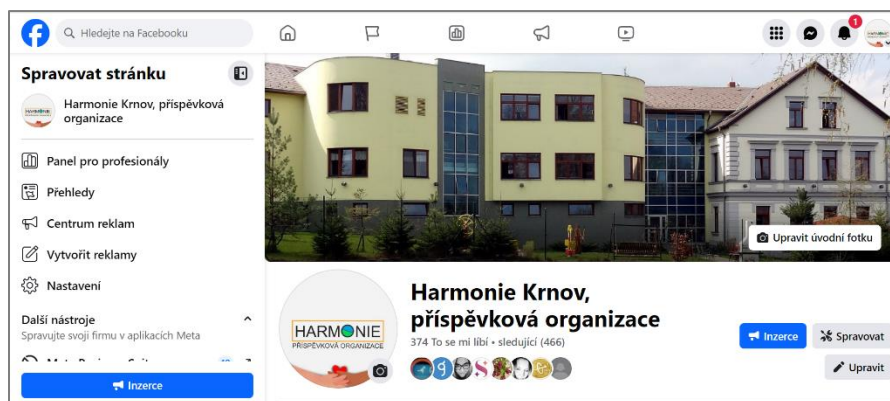 Hledejte na Facebooku
1
Spravovat stránku
Harmonie Krnov, příspěvková
organizace
Panel pro profesionály
Přehledy
Centrum reklam
Vytvořit reklamy
Nastavení
Další nástroje
Spravujte svoji firmu v aplikacích Meta
Inzerce
Upravit úvodní fotku
HARMONIE
PŘÍSPĚVKOVÁ ORGANIZACE
Harmonie Krnov,
příspěvková organizace
374 To se mi líbí • sledující (466)
Inzerce
Spravovat
Upravit